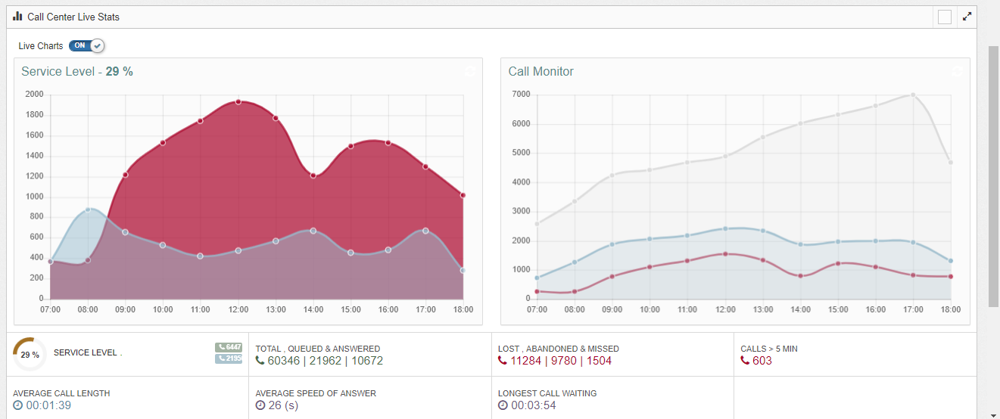 Call Center Live Stats
Live Charts ON
Service Level - 29 %
2000
1800
1600
1400
1200
1000
800
600
400
200
0
07:00 08:00 09:00 10:00 11:00 12:00 13:00 14:00 15:00 16:00 17:00 18:00
Call Monitor
7000
6000
5000
4000
3000
2000
1000
0
07:00 08:00 09:00 10:00 11:00 12:00 13:00 14:00 15:00 16:00 17:00 18:00
29 %
SERVICE LEVEL .
6447
TOTAL , QUEUED & ANSWERED
60346 | 21962 | 10672
LOST , ABANDONED & MISSED
11284 | 9780 | 1504
CALLS > 5 MIN
603
AVERAGE CALL LENGTH
00:01:39
AVERAGE SPEED OF ANSWER
26 (s)
LONGEST CALL WAITING
00:03:54